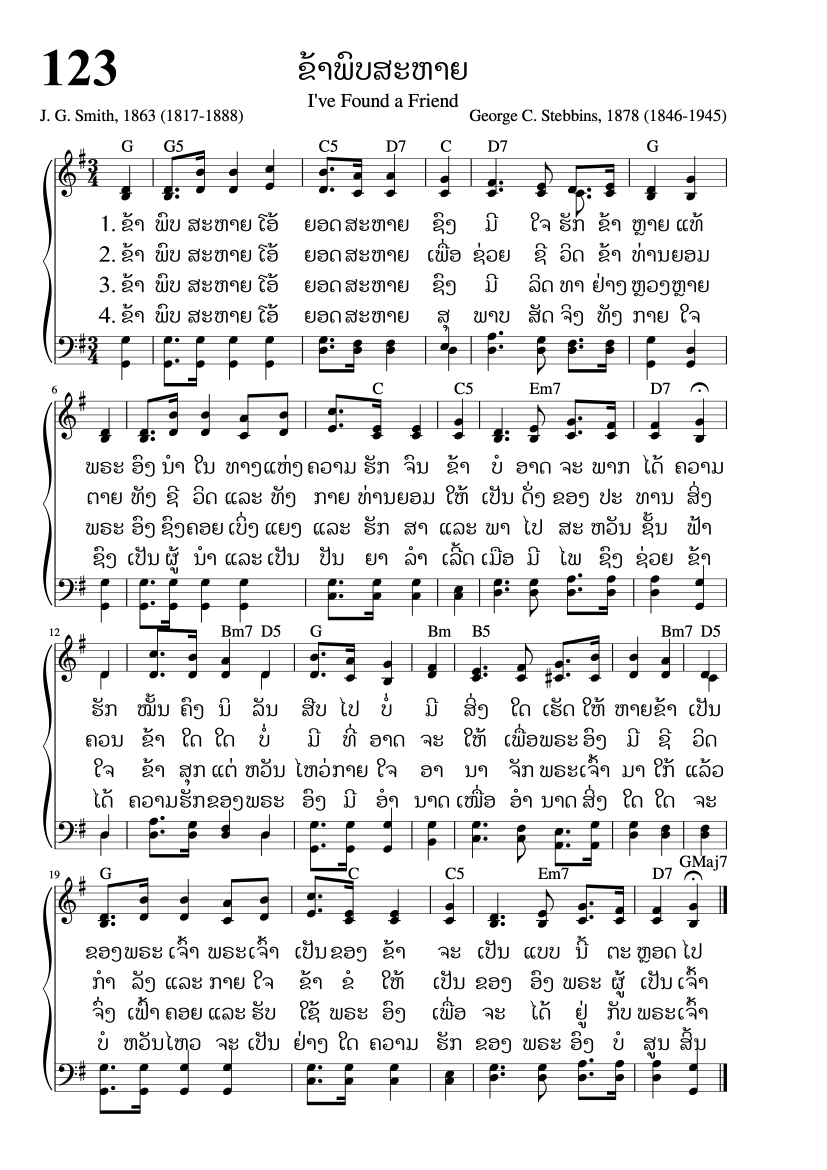 123
ຂ້າພົບສະຫາຍ
I've Found a Friend
J. G. Smith, 1863 (1817-1888)
George C. Stebbins, 1878 (1846-1945)
G G5 C5 D7 C D7 G
1. ຂ້າ ພົບ ສະຫາຍ ໂອ້ ຍອດ ສະຫາຍ ຊົງ ມີ ໃຈ ຮັກ ຂ້າ ຫຼາຍ ແທ້
2. ຂ້າ ພົບ ສະຫາຍ ໂອ້ ຍອດ ສະຫາຍ ເພື່ອ ຊ່ວຍ ຊີ ວິດ ຂ້າ ທ່ານຍອມ
3. ຂ້າ ພົບ ສະຫາຍ ໂອ້ ຍອດ ສະຫາຍ ຊົງ ມີ ລິດ ທາ ຢ່າງ ຫຼວງຫຼາຍ
4. ຂ້າ ພົບ ສະຫາຍ ໂອ້ ຍອດ ສະຫາຍ ສຸ ພາບ ສັດ ຈິງ ທັງ ກາຍ ໃຈ
6 C C5 Em7 D7
ພຣະ ອົງ ນຳ ໃນ ທາງແຫ່ງ ຄວາມ ຮັກ ຈົນ ຂ້າ ບໍ່ ອາດ ຈະ ພາກ ໄດ້ ຄວາມ
ຕາຍ ທັງ ຊີ ວິດ ແລະ ທັງ ກາຍ ທ່ານຍອມ ໃຫ້ ເປັນ ດັ່ງ ຂອງ ປະ ທານ ສິ່ງ
ພຣະ ອົງ ຊົງຄອຍ ເບິ່ງ ແຍງ ແລະ ຮັກ ສາ ແລະ ພາ ໄປ ສະ ຫວັນ ຊັ້ນ ຟ້າ
ຊົງ ເປັນ ຜູ້ ນຳ ແລະ ເປັນ ປັນ ຍາ ລ້ຳ ເລີດ ເມື່ອ ມີ ໄພ ຊົງ ຊ່ວຍ ຂ້າ
12 Bm7 D5 G Bm B5 Bm7 D5
ຮັກ ໝັ້ນ ຄົງ ນິ ລັນ ສືບ ໄປ ບໍ່ ມີ ສິ່ງ ໃດ ເຮັດ ໃຫ້ ຫາຍຂ້າ ເປັນ
ຄວນ ຂ້າ ໃດ ໃດ ບໍ່ ມີ ທີ່ ອາດ ຈະ ໃຫ້ ເພື່ອພຣະ ອົງ ມີ ຊີ ວິດ
ໃຈ ຂ້າ ສຸກ ແຕ່ ຫວັນ ໄຫວ່ກາຍ ໃຈ ອາ ນາ ຈັກ ພຣະເຈົ້າ ມາ ໃກ້ ແລ້ວ
ໄດ້ ຄວາມຮັກຂອງພຣະ ອົງ ມີ ອຳ ນາດ ເໜື່ອ ອຳ ນາດ ສິ່ງ ໃດ ໃດ ຈະ
19 G C C5 Em7 D7 GMaj7
ຂອງພຣະ ເຈົ້າ ພຣະເຈົ້າ ເປັນຂອງ ຂ້າ ຈະ ເປັນ ແບບ ນີ້ ຕະ ຫຼອດ ໄປ
ກຳ ລັງ ແລະ ກາຍ ໃຈ ຂ້າ ຂໍ ໃຫ້ ເປັນ ຂອງ ອົງ ພຣະ ຜູ້ ເປັນ ເຈົ້າ
ຈົ່ງ ເຝົ້າ ຄອຍ ແລະ ຮັບ ໃຊ້ ພຣະ ອົງ ເພື່ອ ຈະ ໄດ້ ຢູ່ ກັບ ພຣະເຈົ້າ
ບໍ່ ຫວັນໄຫວ ຈະ ເປັນ ຢ່າງ ໃດ ຄວາມ ຮັກ ຂອງ ພຣະ ອົງ ບໍ່ ສູນ ສິ້ນ